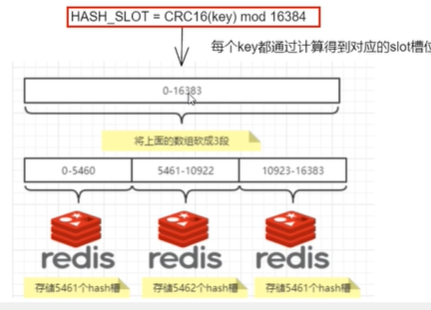 HASH_SLOT = CRC16(key) mod 16384
每个key都通过计算得到对应的slot槽位
0-16383
将上面的数组砍成3段
0-5460
5461-10922
10923-16383
redis
redis
redis
存储5461个hash槽
存储5462个hash槽
存储5461个hash槽